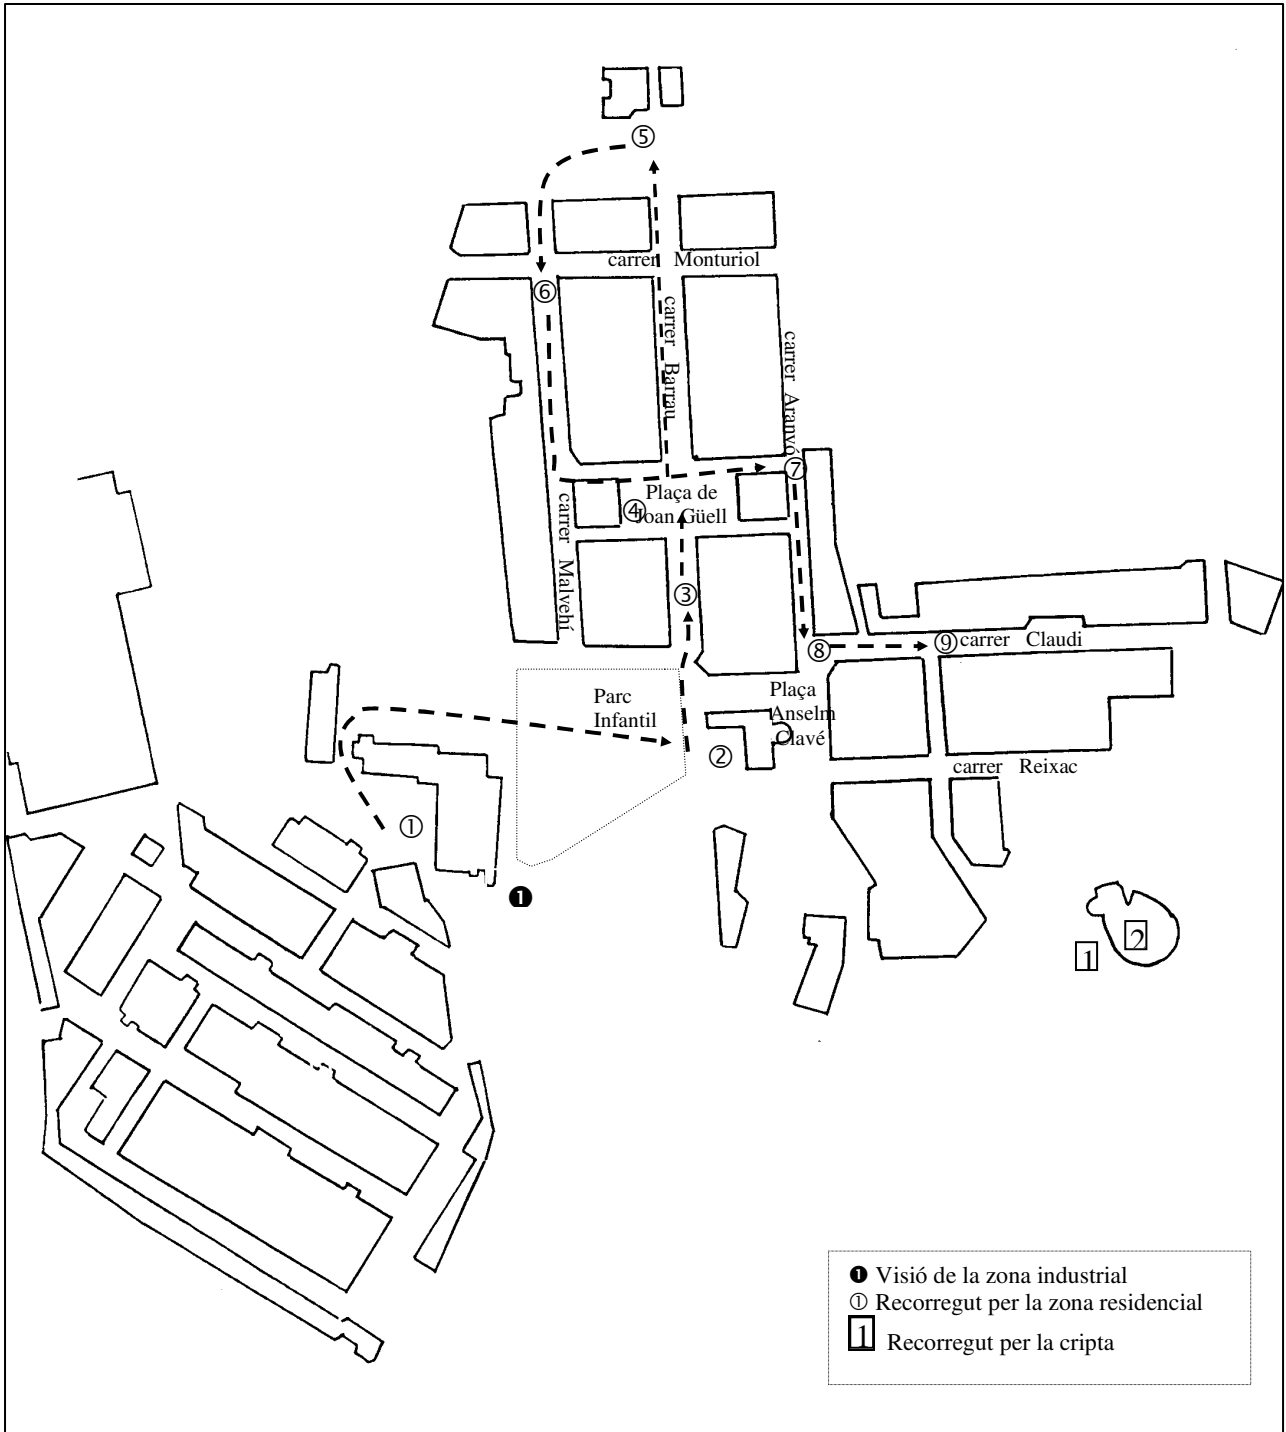 ⑤
carrer Monturiol
⑥
carrer Barrau
carrer Aranyó
⑦
Plaça de
Joan Güell
④
carrer Malvehí
③
⑧
⑨ carrer Claudi
Parc
Infantil
Plaça
Anselm
Clavé
②
carrer Reixac
①
❶
1
2
❶ Visió de la zona industrial
① Recorregut per la zona residencial
1 Recorregut per la cripta